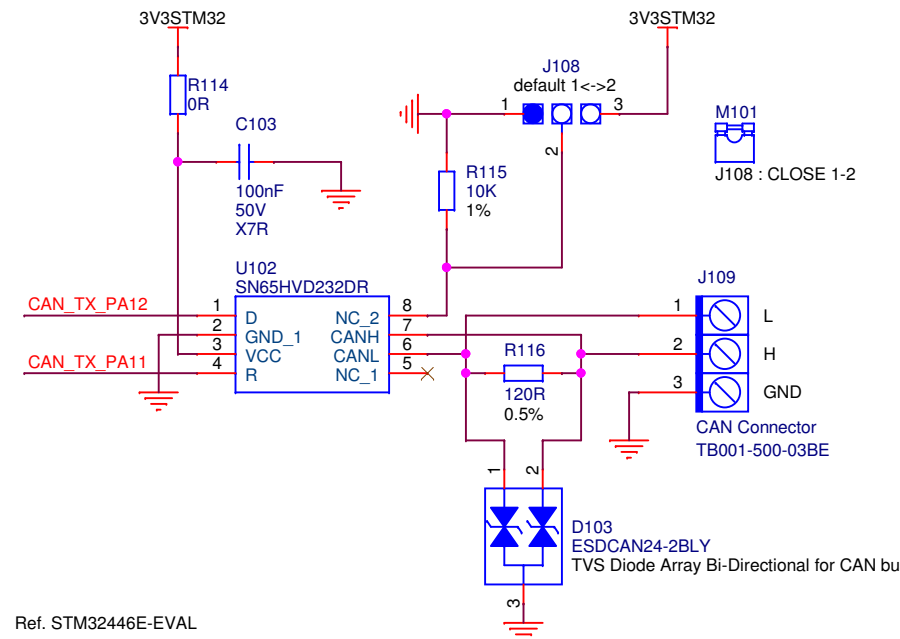 3V3STM32
3V3STM32
R114
0R
C103
100nF
50V
X7R
J108
default 1<->2
1
3
2
M101
J108 : CLOSE 1-2
R115
10K
1%
U102
SN65HVD232DR
CAN_TX_PA12
1
D
NC_2
8
2
GND_1
CANH
7
3
VCC
CANL
6
CAN_TX_PA11
4
R
NC_1
5
R116
120R
0.5%
J109
1
L
2
H
3
GND
CAN Connector
TB001-500-03BE
1
2
D103
ESDCAN24-2BLY
TVS Diode Array Bi-Directional for CAN bu
3
Ref. STM32446E-EVAL